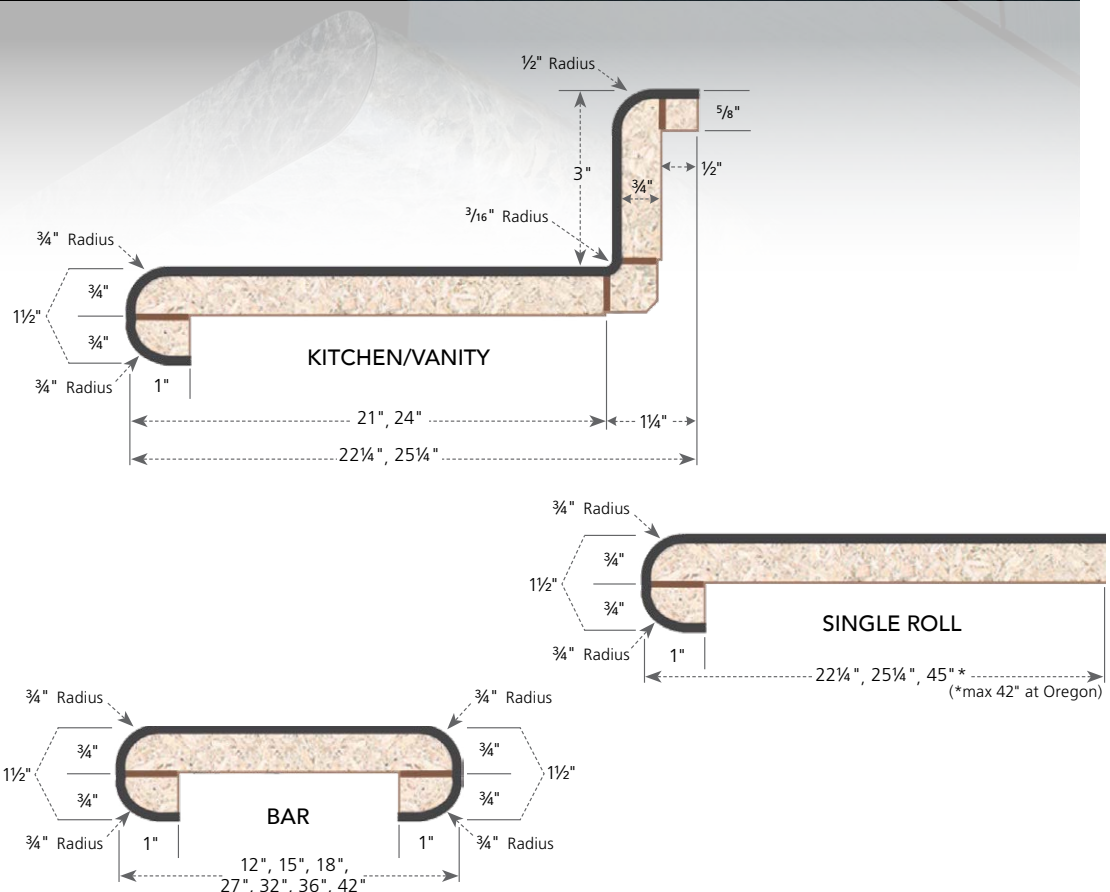 ½" Radius
⁵/₈"
3"
½"
¾"
³/₁₆" Radius
¾" Radius
¾"
1½"
¾"
¾" Radius
1"
KITCHEN/VANITY
21", 24"
1¼"
22¼", 25¼"
¾" Radius
¾"
1½"
¾"
¾" Radius
1"
SINGLE ROLL
22¼", 25¼", 45"*
(*max 42" at Oregon)
¾" Radius
¾" Radius
¾"
¾"
1½"
1½"
¾"
¾"
BAR
¾" Radius
1"
1"
¾" Radius
12", 15", 18",
27", 32", 36", 42"